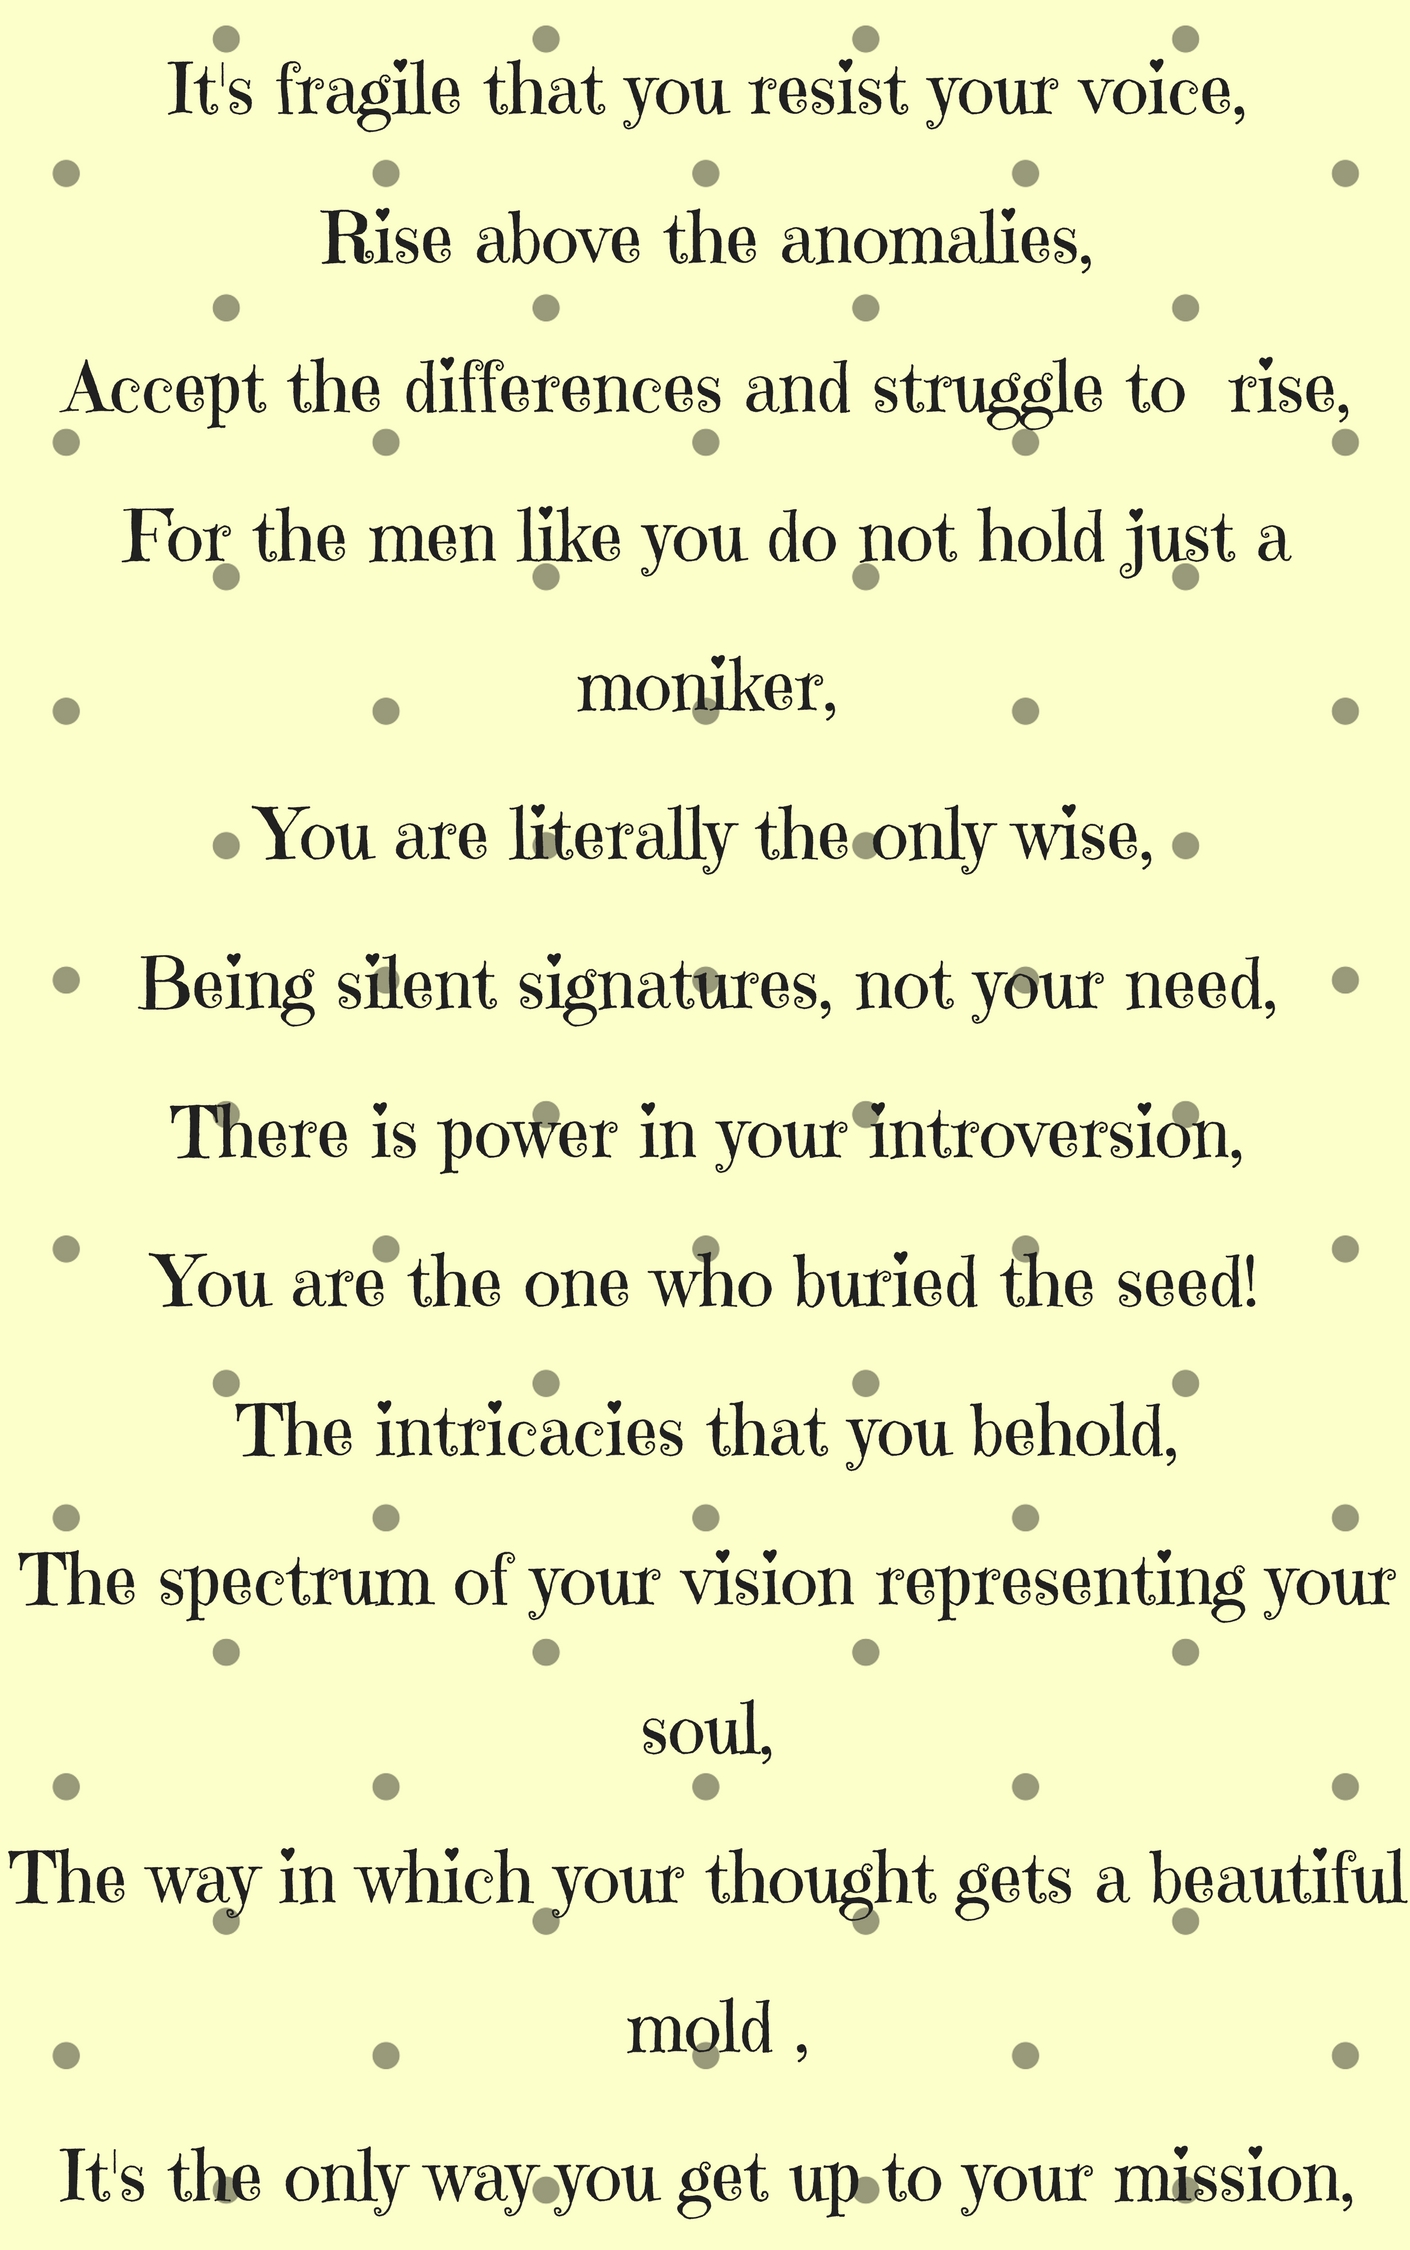 It's fragile that you resist your voice,
Rise above the anomalies,
Accept the differences and struggle to  rise,
For the men like you do not hold just a
moniker,
You are literally the only wise,
Being silent signatures, not your need,
There is power in your introversion,
You are the one who buried the seed!
The intricacies that you behold,
The spectrum of your vision representing your
soul,
The way in which your thought gets a beautiful
mold ,
It's the only way you get up to your mission,